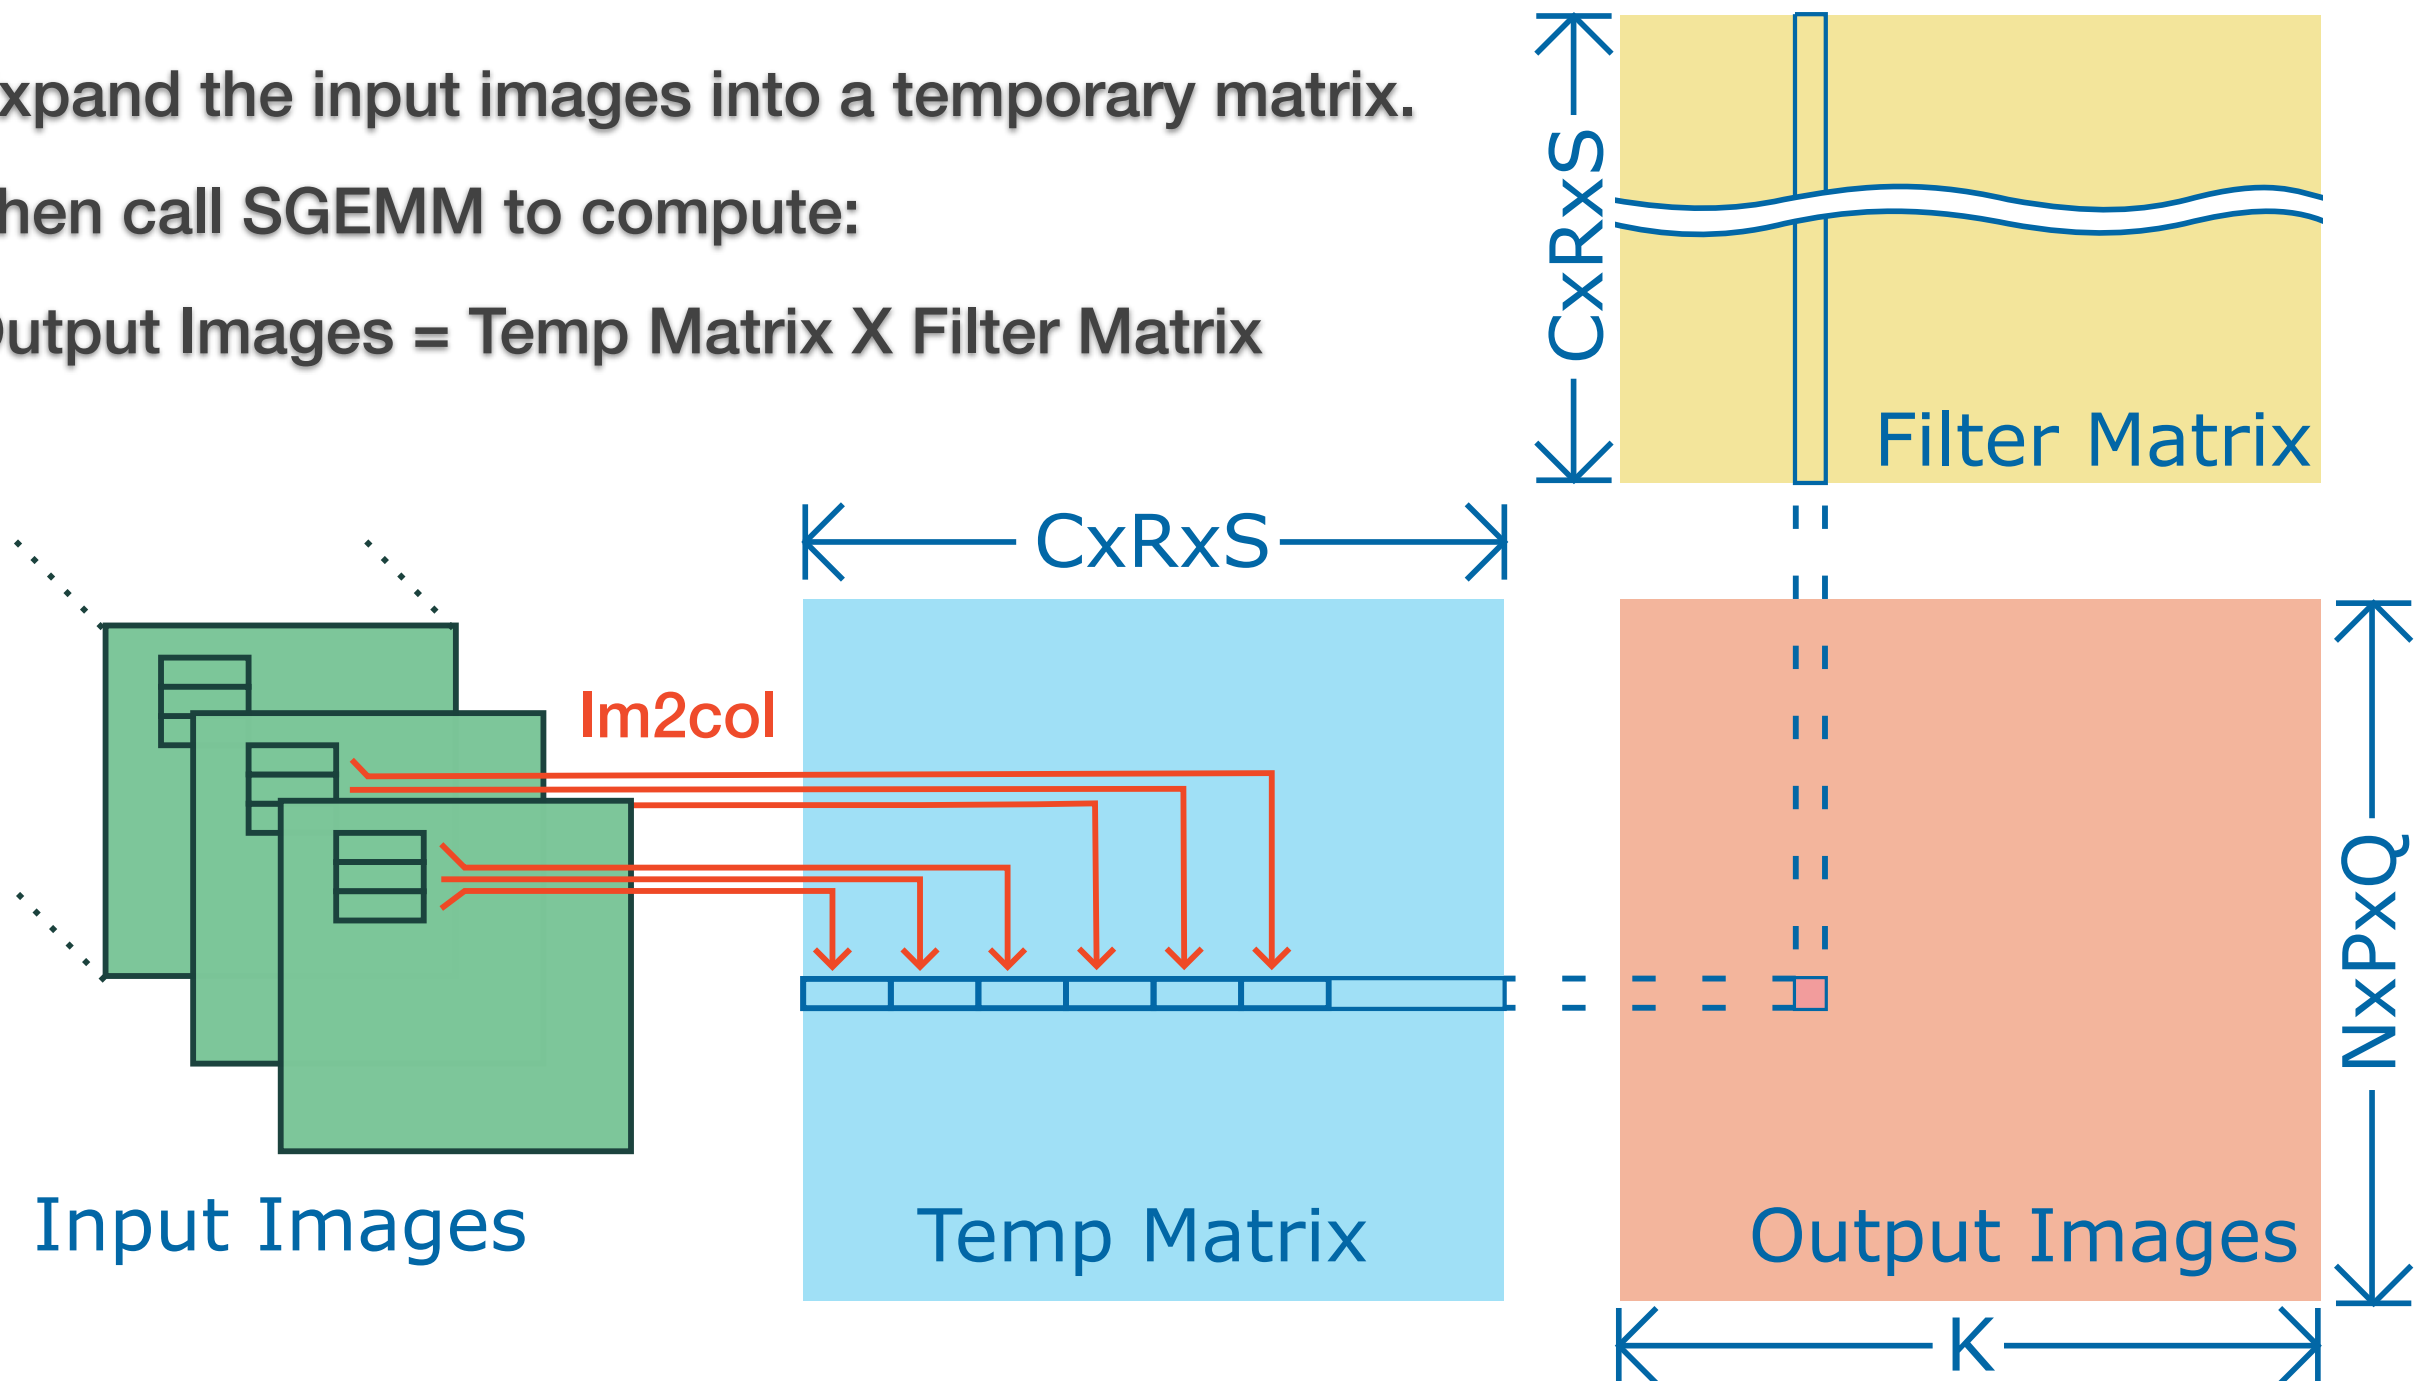 xpand the input images into a temporary matrix.
hen call SGEMM to compute:
utput Images = Temp Matrix X Filter Matrix
CxRxS
Filter Matrix
CxRxS
Im2col
NxPxQ
Input Images
Temp Matrix
Output Images
K